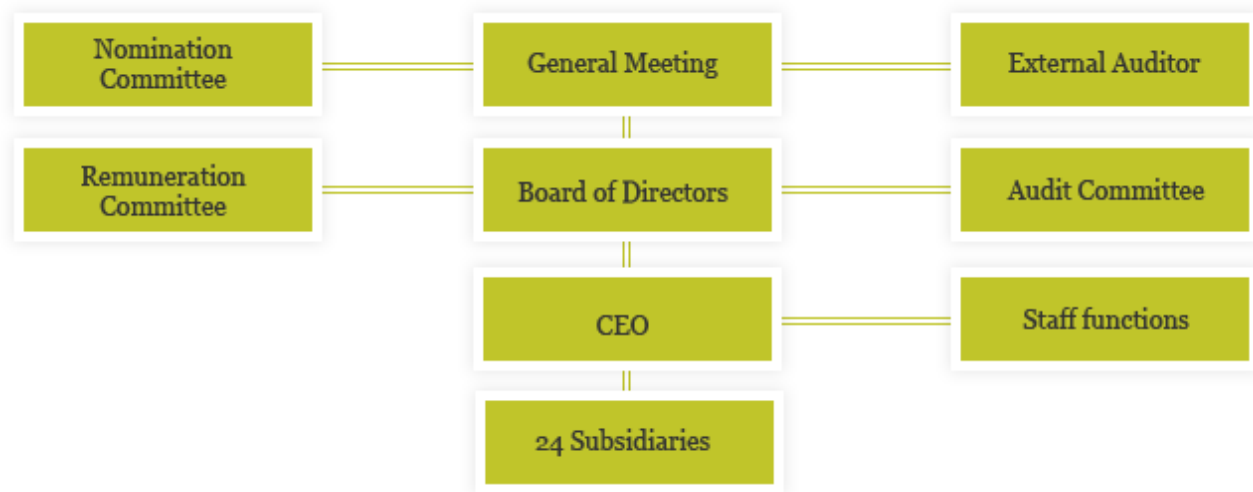 Nomination
Committee
General Meeting
External Auditor
Remuneration
Committee
Board of Directors
Audit Committee
CEO
Staff functions
24 Subsidiaries